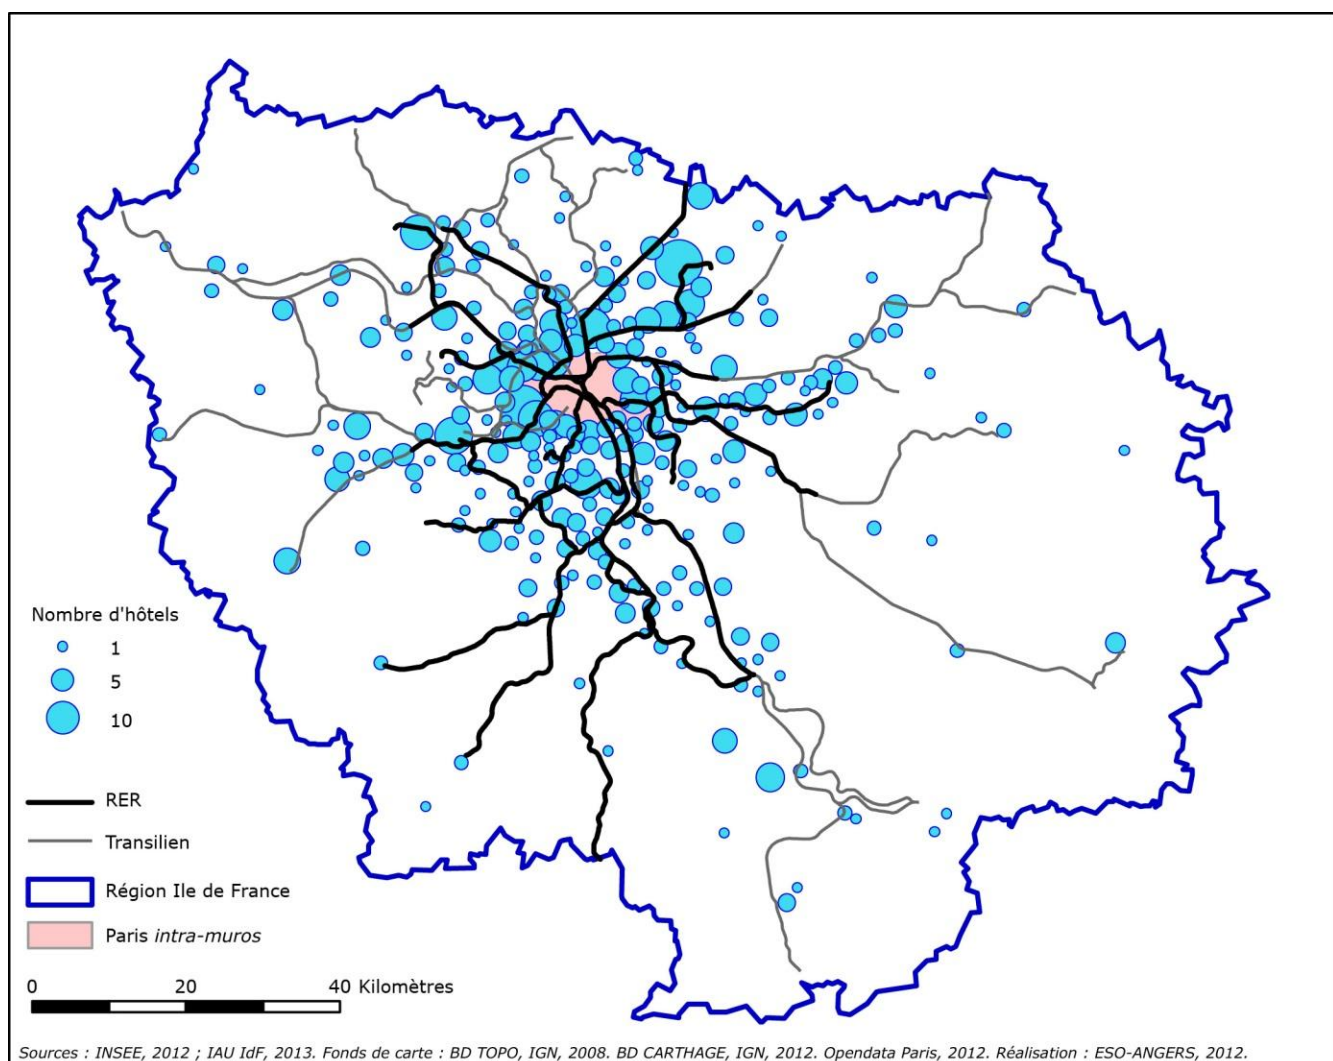 Nombre d'hôtels
1
5
10
RER
Transilien
Région Ile de France
Paris intra-muros
0 20 40 Kilomètres
Sources : INSEE, 2012 ; IAU IdF, 2013. Fonds de carte : BD TOPO, IGN, 2008. BD CARTHAGE, IGN, 2012. Opendata Paris, 2012. Réalisation : ESO-ANGERS, 2012.